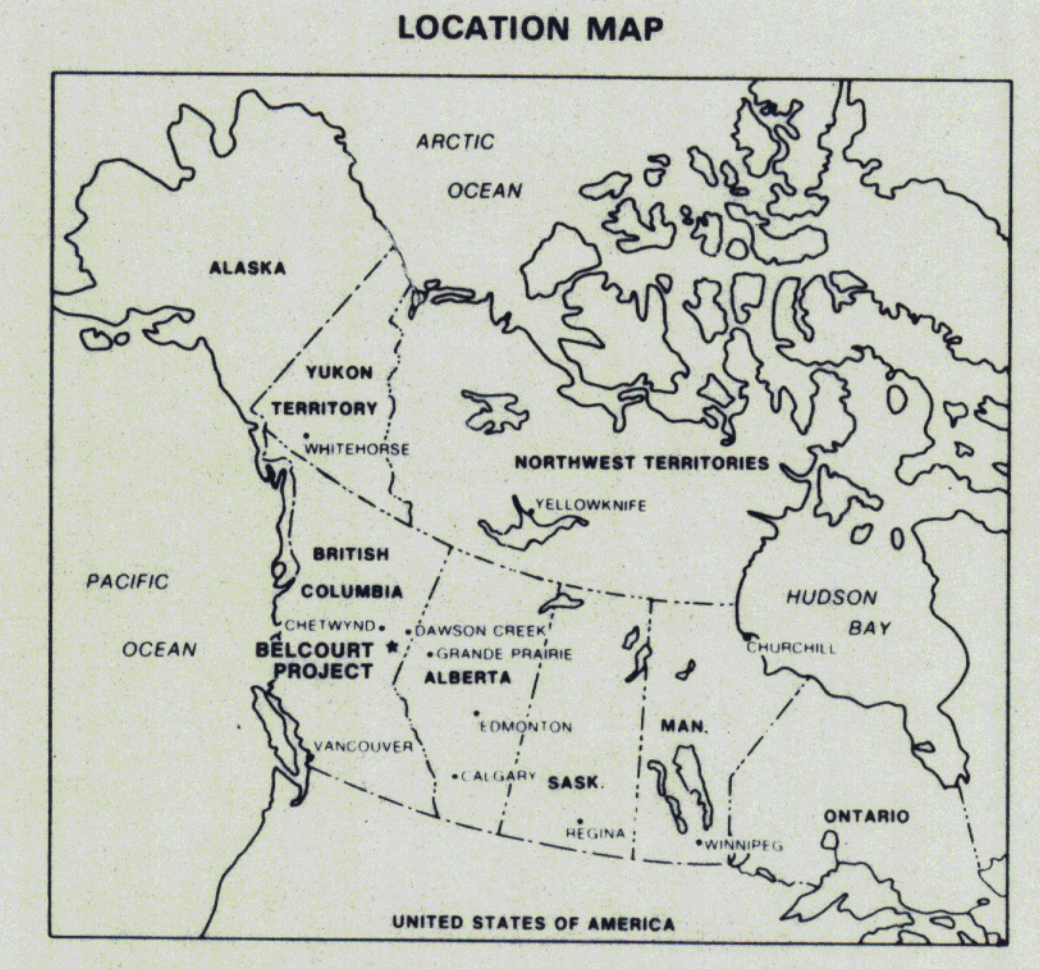 LOCATION MAP
ARCTIC
OCEAN
ALASKA
YUKON
TERRITORY
WHITEHORSE
NORTHWEST TERRITORIES
YELLOWKNIFE
BRITISH
COLUMBIA
PACIFIC
OCEAN
HUDSON
BAY
CHETWYND
DAWSON CREEK
CHURCHILL
BELCOURT
PROJECT
GRANDE PRAIRIE
ALBERTA
EDMONTON
MAN.
VANCOUVER
CALGARY
SASK.
REGINA
ONTARIO
WINNIPEG
UNITED STATES OF AMERICA